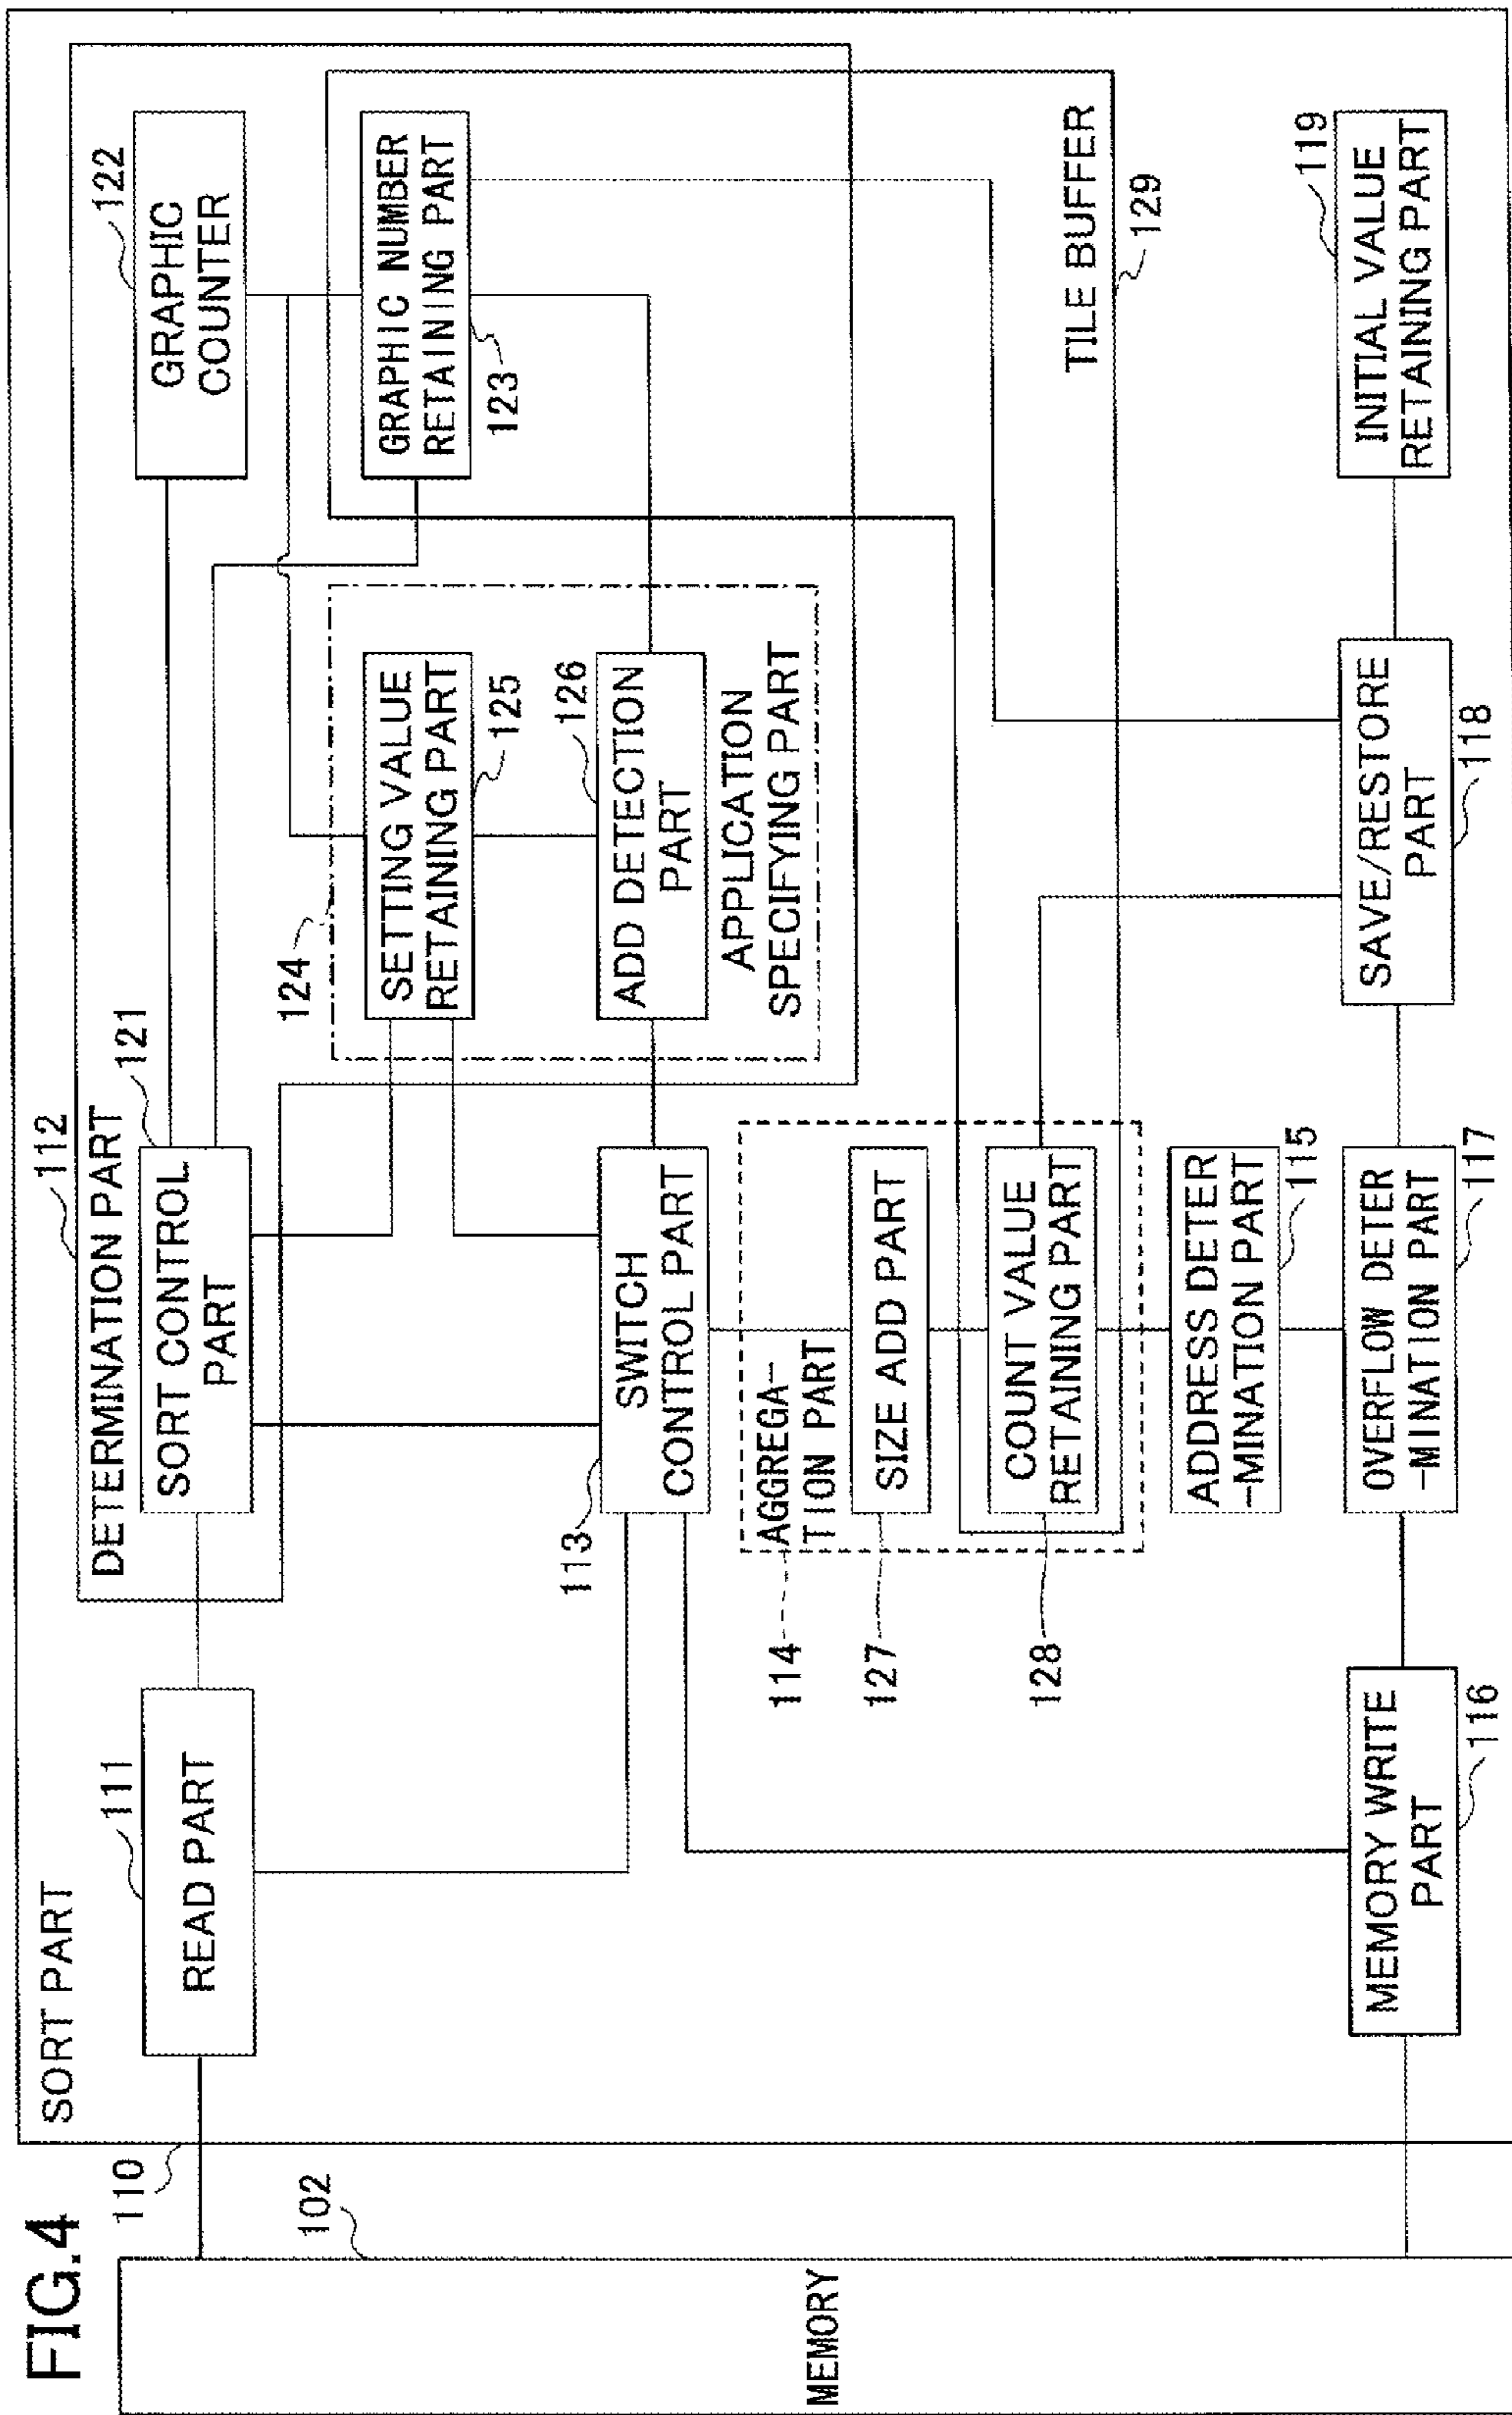 FIG.4
110
SORT PART
112
DETERMINATION PART
111
READ PART
121
SORT CONTROL
PART
122
GRAPHIC
COUNTER
102
MEMORY
124
SETTING VALUE
RETAINING PART
125
GRAPHIC NUMBER
RETAINING PART
123
126
ADD DETECTION
PART
APPLICATION
SPECIFYING PART
113
SWITCH
CONTROL PART
114
AGGREGA-
TION PART
127
SIZE ADD PART
128
COUNT VALUE
RETAINING PART
TILE BUFFER
129
ADDRESS DETER
-MINATION PART
115
MEMORY WRITE
PART
116
OVERFLOW DETER
-MINATION PART
117
SAVE/RESTORE
PART
118
119
INITIAL VALUE
RETAINING PART